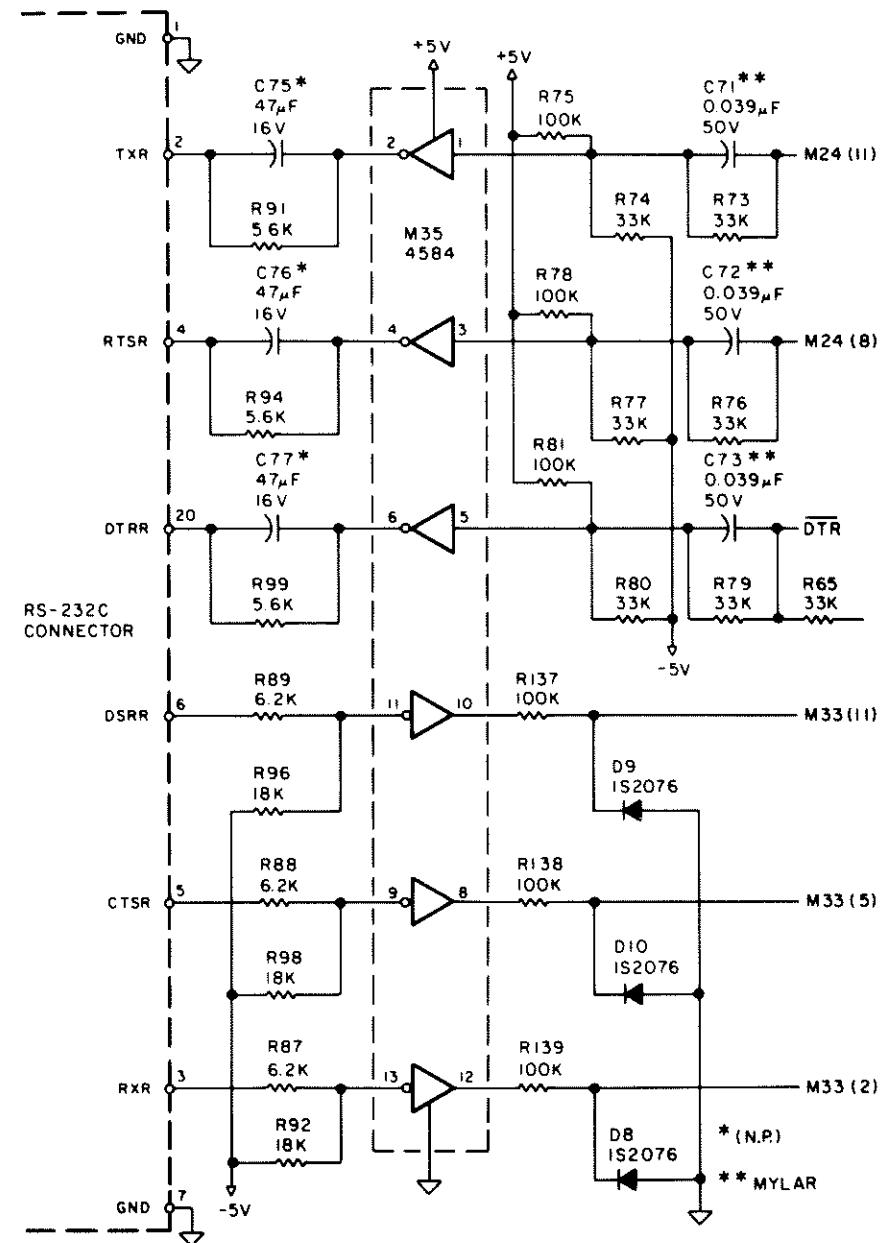 GND
1
+5V
+5V
C75*
47µF
16V
R75
100K
C71**
0.039µF
50V
TXR
2
2
1
M24(11)
R91
5.6K
M35
4584
R74
33K
R73
33K
C76*
47µF
16V
R78
100K
C72**
0.039µF
50V
RTSR
4
4
3
M24(8)
R94
5.6K
R77
33K
R76
33K
C77*
47µF
16V
R81
100K
C73**
0.039µF
50V
DTRR
20
6
5
DTR
R99
5.6K
R80
33K
R79
33K
R65
33K
RS-232C
CONNECTOR
-5V
R89
6.2K
R137
100K
DSRR
6
11
10
M33(11)
R96
18K
D9
1S2076
R88
6.2K
R138
100K
CTSR
5
9
8
M33(5)
R98
18K
D10
1S2076
R87
6.2K
R139
100K
RXR
3
13
12
M33(2)
R92
18K
D8
1S2076
*(N.P.)
**MYLAR
GND
7
-5V